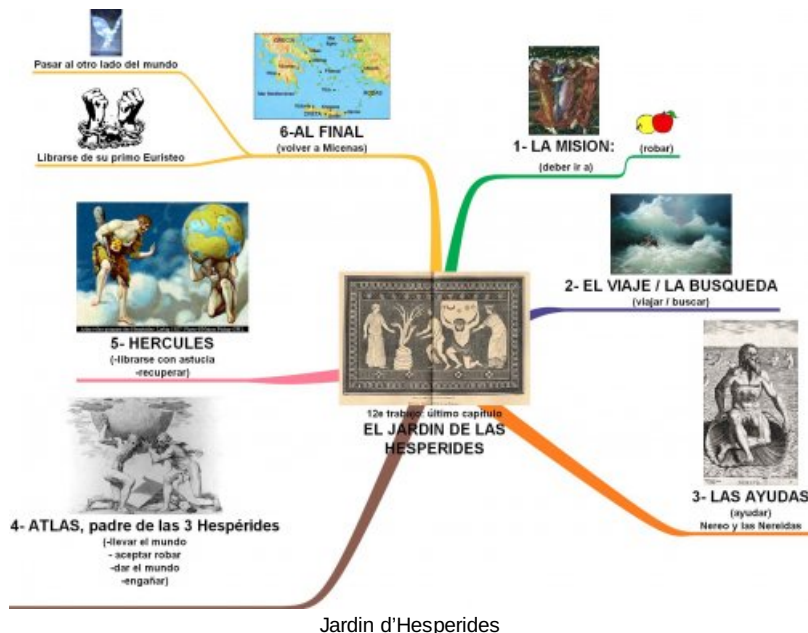 Pasar al otro lado del mundo
Librarse de su primo Euristeo
6-AL FINAL
(volver a Micenas)
1- LA MISION:
(deber ir a)
(robar)
2- EL VIAJE / LA BUSQUEDA
(viajar / buscar)
5- HERCULES
(-librarse con astucia
-recuperar)
12e trabajo: último capitulo
EL JARDIN DE LAS
HESPERIDES
3- LAS AYUDAS
(ayudar)
Nereo y las Nereidas
4- ATLAS, padre de las 3 Hespérides
(-llevar el mundo
- aceptar robar
-dar el mundo
-engañar)
Jardin d'Hesperides